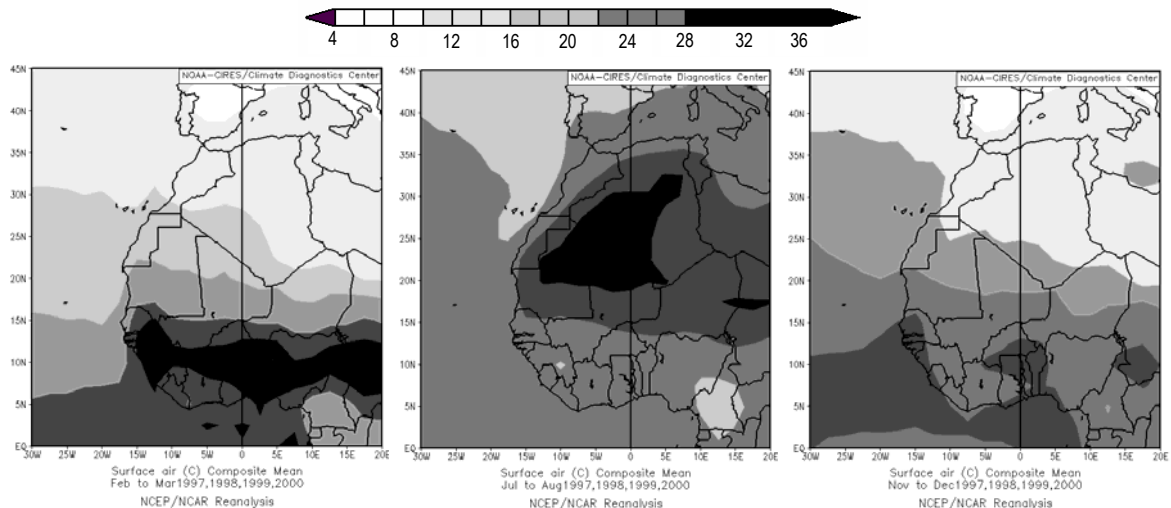 4 8 12 16 20 24 28 32 36
NOAA-CIRES/Climate Diagnostics Center
45N
40N
35N
30N
25N
20N
15N
10N
5N
EQ
30W 25W 20W 15W 10W 5W 0 5E 10E 15E 20E
Surface air (C) Composite Mean
Feb to Mar1997,1998,1999,2000
NCEP/NCAR Reanalysis
NOAA-CIRES/Climate Diagnostics Center
45N
40N
35N
30N
25N
20N
15N
10N
5N
EQ
30W 25W 20W 15W 10W 5W 0 5E 10E 15E 20E
Surface air (C) Composite Mean
Jul to Aug1997,1998,1999,2000
NCEP/NCAR Reanalysis
NOAA-CIRES/Climate Diagnostics Center
45N
40N
35N
30N
25N
20N
15N
10N
5N
EQ
30W 25W 20W 15W 10W 5W 0 5E 10E 15E 20E
Surface air (C) Composite Mean
Nov to Dec1997,1998,1999,2000
NCEP/NCAR Reanalysis